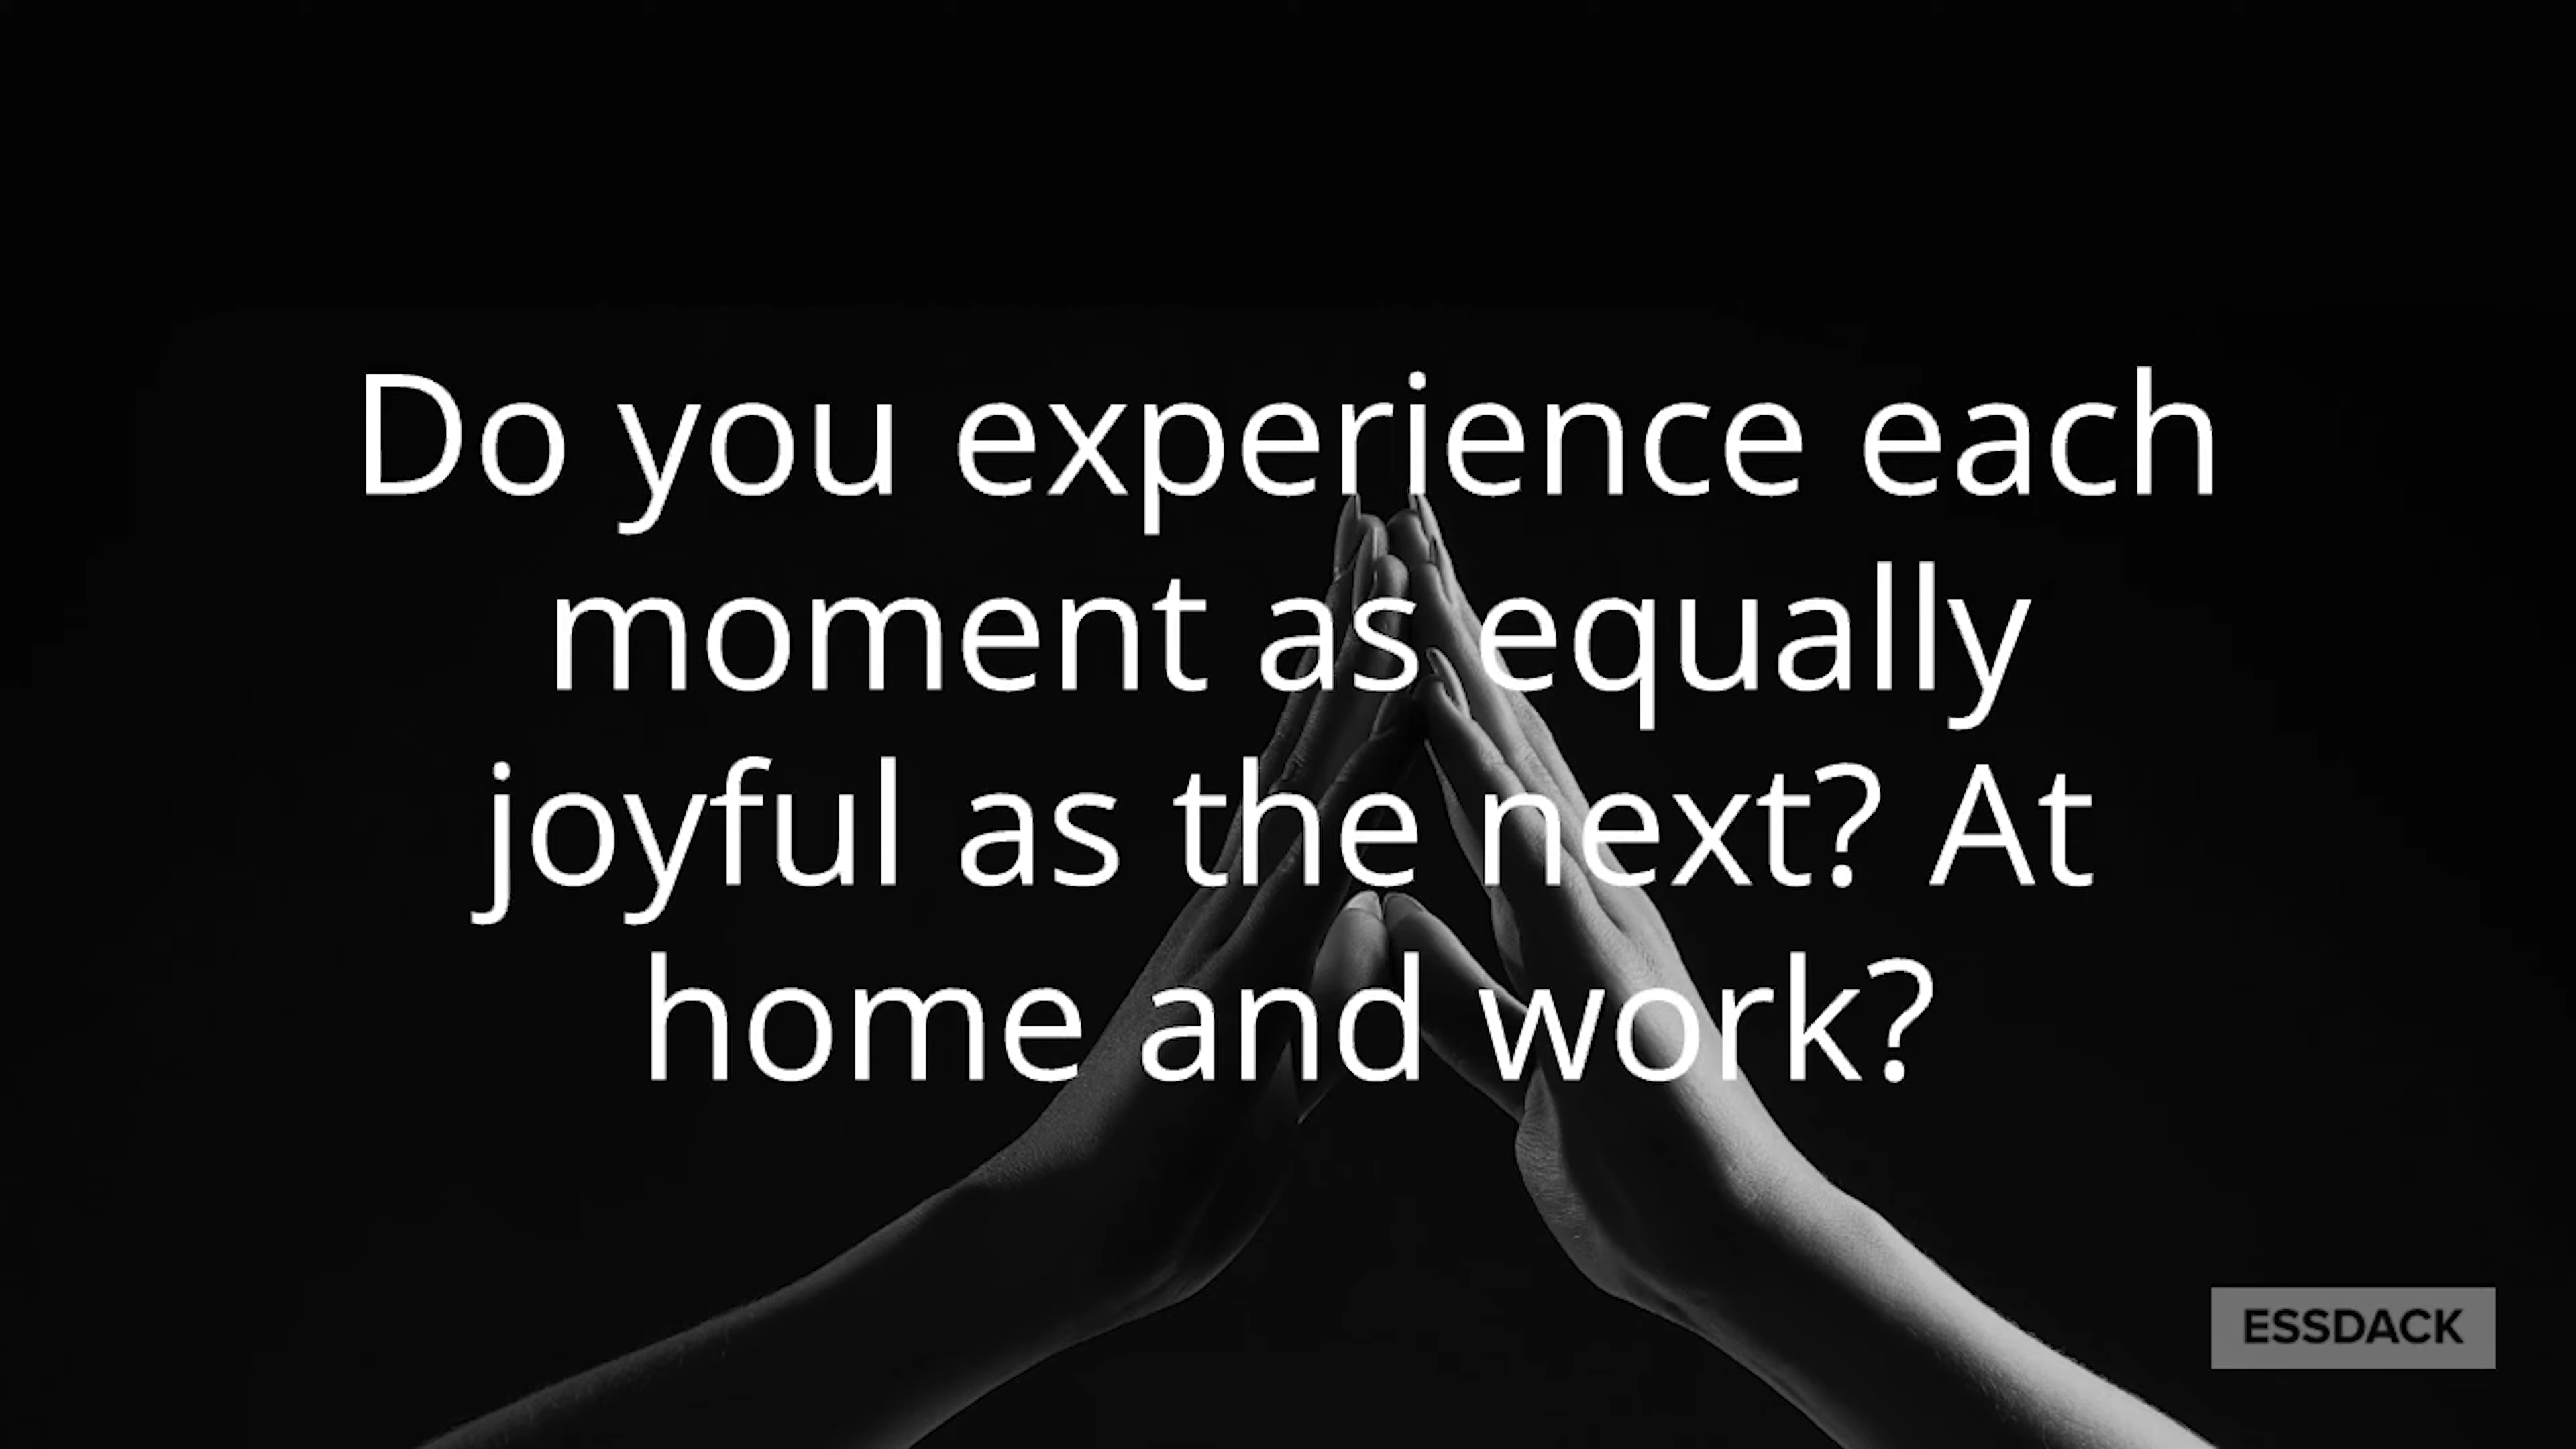 Do you experience each
moment as equally
joyful as the next? At
home and work?
ESSDACK